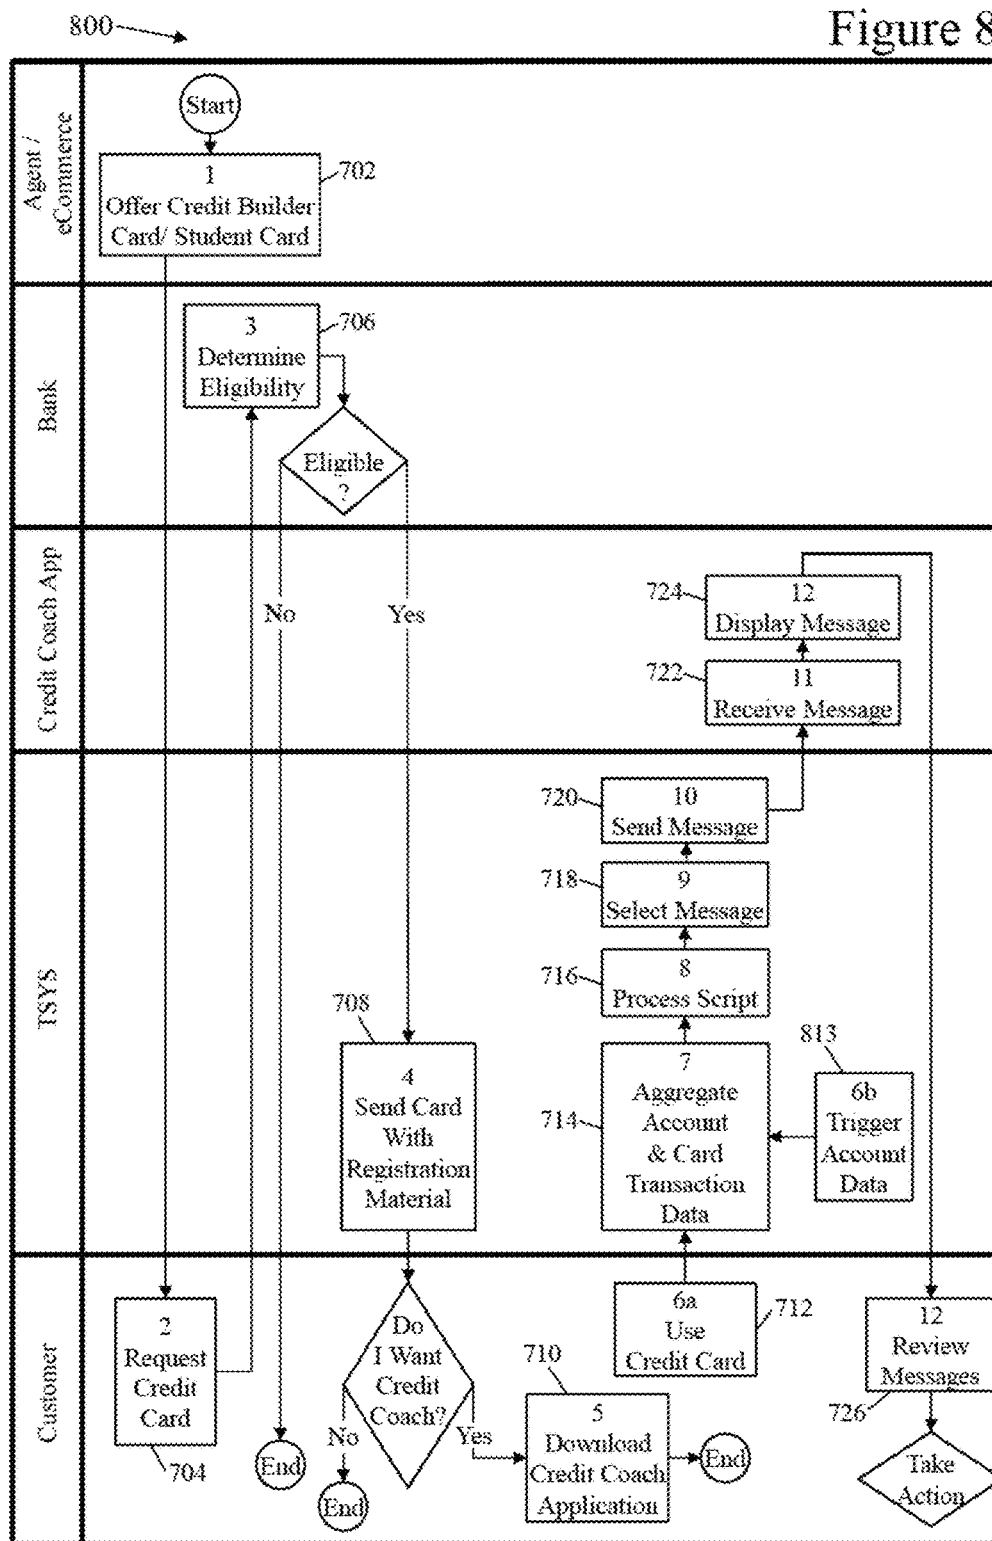 800
Figure 8
Agent /
eCommerce
Start
1
Offer Credit Builder
Card/ Student Card
702
Bank
3
Determine
Eligibility
706
Eligible
?
Credit Coach App
No
Yes
724
12
Display Message
722
11
Receive Message
TSYS
720
10
Send Message
718
9
Select Message
716
8
Process Script
708
4
Send Card
With
Registration
Material
714
7
Aggregate
Account
& Card
Transaction
Data
813
6b
Trigger
Account
Data
Customer
2
Request
Credit
Card
704
End
Do
I Want
Credit
Coach?
No
Yes
End
710
5
Download
Credit Coach
Application
End
6a
Use
Credit Card
712
12
Review
Messages
726
Take
Action